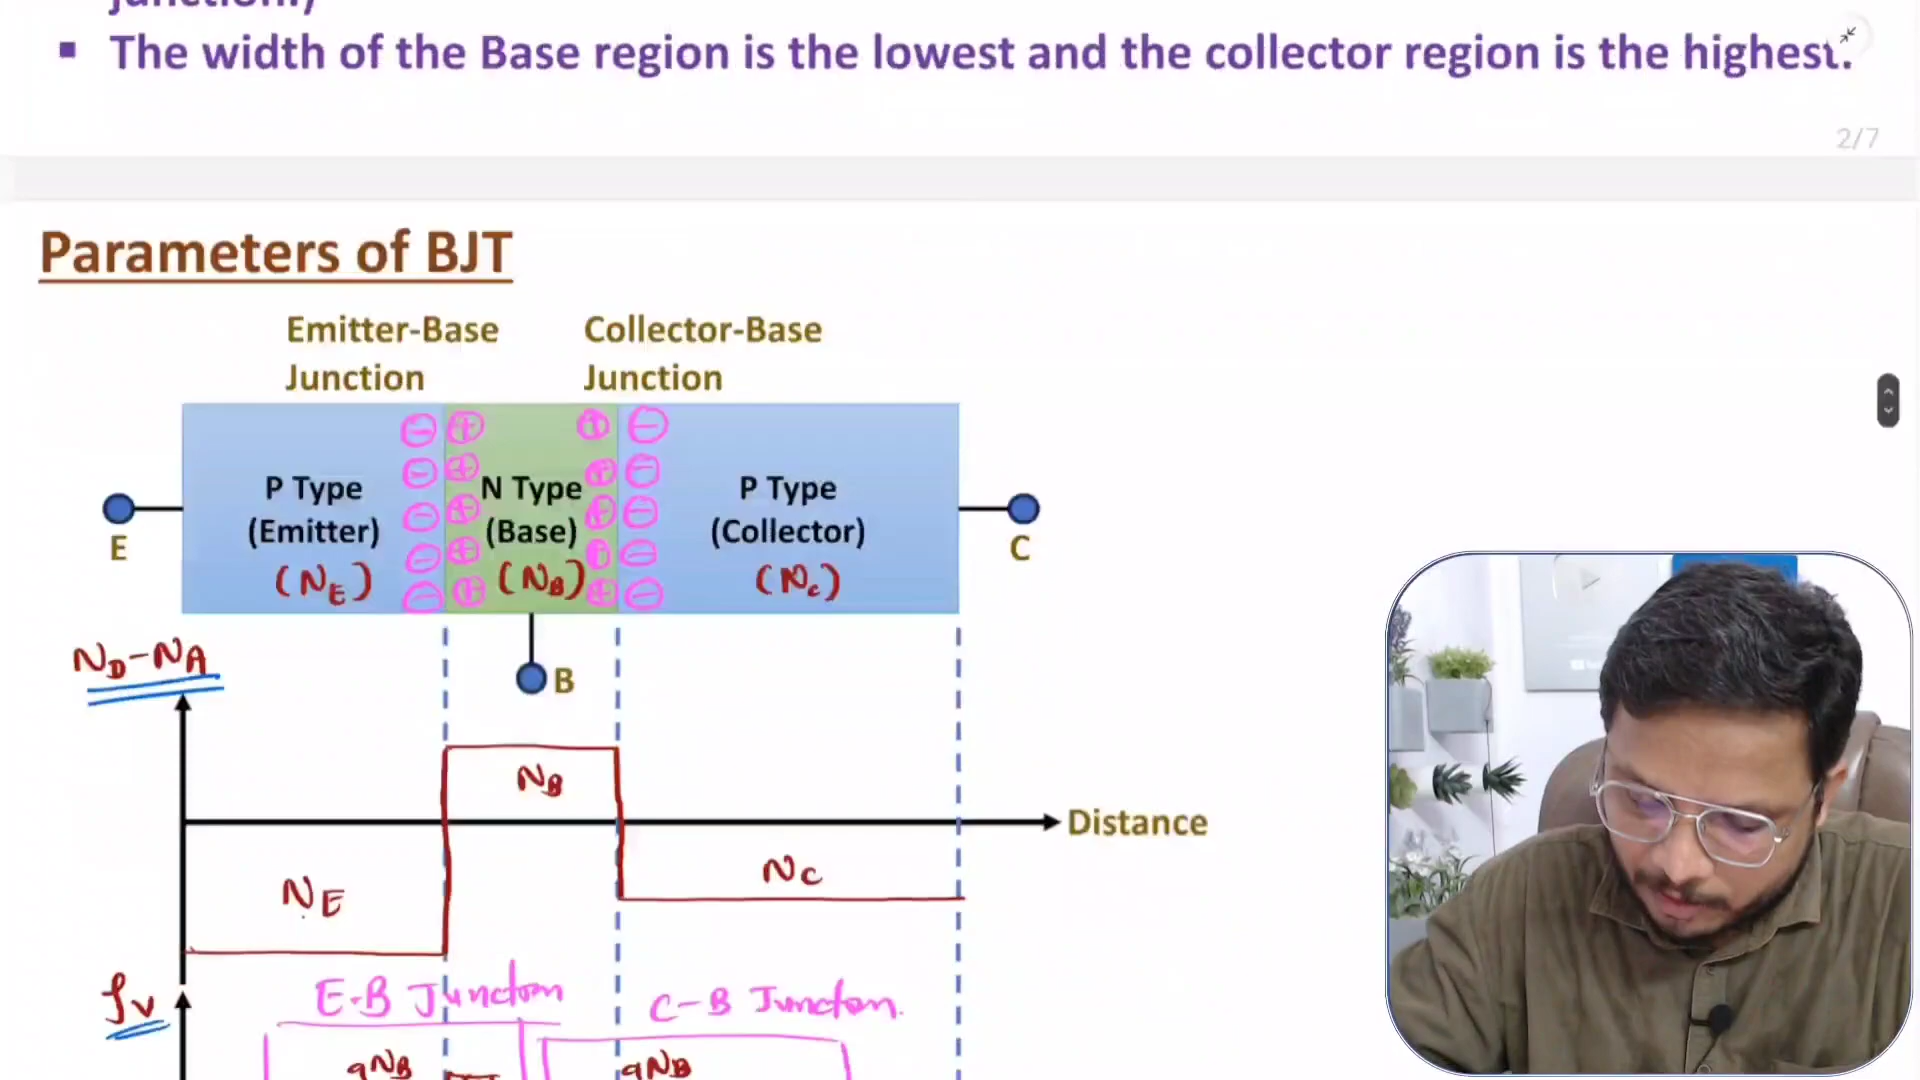 ▪ The width of the Base region is the lowest and the collector region is the highest.
2/7
Parameters of BJT
Emitter-Base Junction
Collector-Base Junction
P Type (Emitter) (N_E)
N Type (Base) (N_B)
P Type (Collector) (N_C)
E
C
B
N_D-N_A
N_B
Distance
N_E
N_C
ρv
E-B Junction
C-B Junction.
qN_B
qN_B